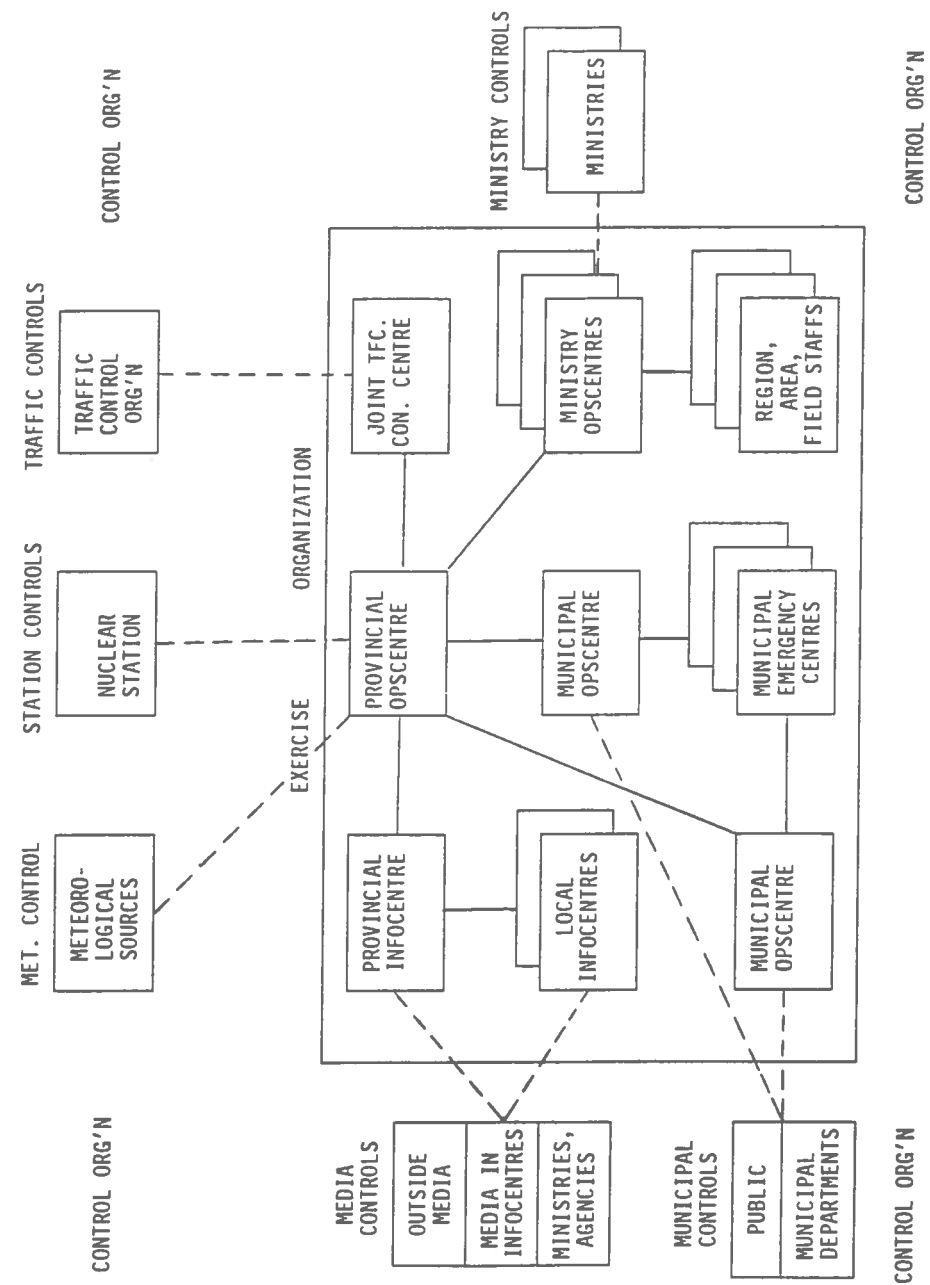 CONTROL ORG'N
MET. CONTROL
STATION CONTROLS
TRAFFIC CONTROLS
CONTROL ORG'N
METEORO-
LOGICAL
SOURCES
NUCLEAR
STATION
TRAFFIC
CONTROL
ORG'N
EXERCISE
ORGANIZATION
MEDIA
CONTROLS
OUTSIDE
MEDIA
MEDIA IN
INFOCENTRES
MINISTRIES,
AGENCIES
PROVINCIAL
INFOCENTRE
PROVINCIAL
OPSCENTRE
JOINT TFC.
CON. CENTRE
MINISTRY CONTROLS
MINISTRIES
LOCAL
INFOCENTRES
MUNICIPAL
OPSCENTRE
MINISTRY
OPSCENTRES
MUNICIPAL
CONTROLS
PUBLIC
MUNICIPAL
DEPARTMENTS
MUNICIPAL
OPSCENTRE
MUNICIPAL
EMERGENCY
CENTRES
REGION,
AREA,
FIELD STAFFS
CONTROL ORG'N
CONTROL ORG'N